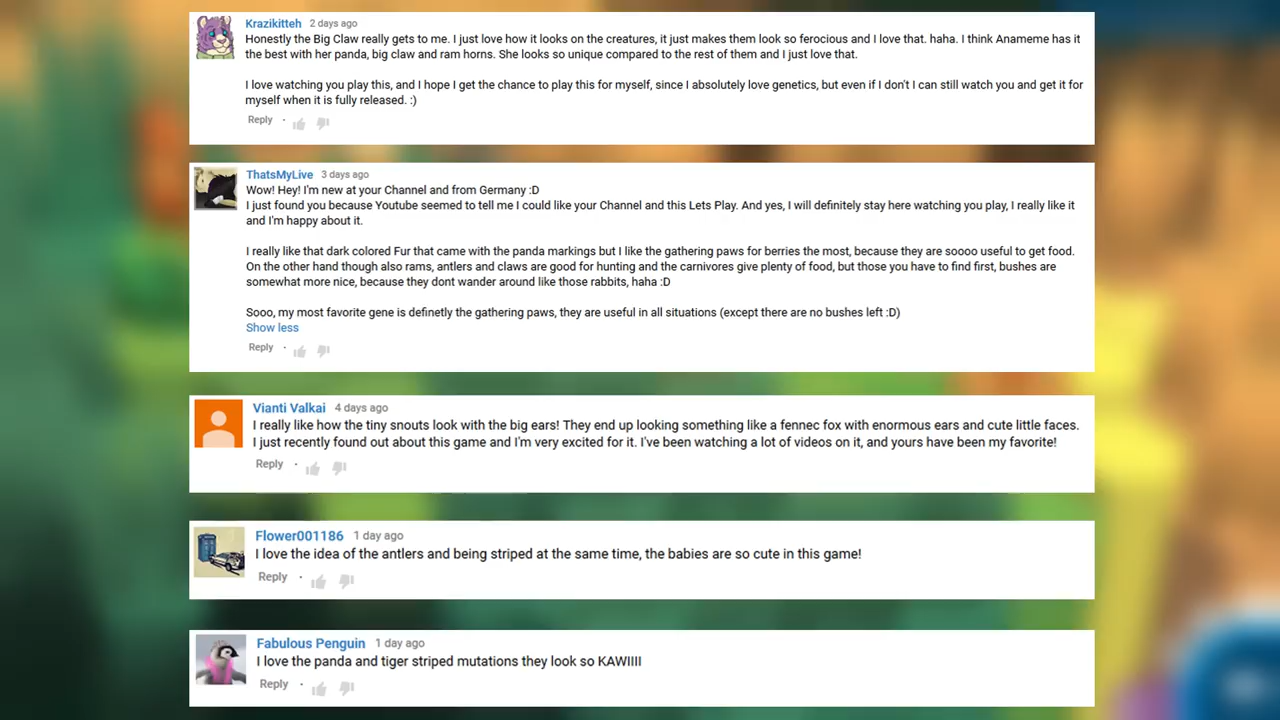 Krazikitteh 2 days ago
Honestly the Big Claw really gets to me. I just love how it looks on the creatures, it just makes them look so ferocious and I love that. haha. I think Anameme has it
the best with her panda, big claw and ram horns. She looks so unique compared to the rest of them and I just love that.
I love watching you play this, and I hope I get the chance to play this for myself, since I absolutely love genetics, but even if I don't I can still watch you and get it for
myself when it is fully released. :)
Reply
ThatsMyLive 3 days ago
Wow! Hey! I'm new at your Channel and from Germany :D
I just found you because Youtube seemed to tell me I could like your Channel and this Lets Play. And yes, I will definitely stay here watching you play, I really like it
and I'm happy about it.
I really like that dark colored Fur that came with the panda markings but I like the gathering paws for berries the most, because they are soooo useful to get food.
On the other hand though also rams, antlers and claws are good for hunting and the carnivores give plenty of food, but those you have to find first, bushes are
somewhat more nice, because they dont wander around like those rabbits, haha :D
Sooo, my most favorite gene is definetly the gathering paws, they are useful in all situations (except there are no bushes left :D)
Show less
Reply
Vianti Valkai 4 days ago
I really like how the tiny snouts look with the big ears! They end up looking something like a fennec fox with enormous ears and cute little faces.
I just recently found out about this game and I'm very excited for it. I've been watching a lot of videos on it, and yours have been my favorite!
Reply
Flower001186 1 day ago
I love the idea of the antlers and being striped at the same time, the babies are so cute in this game!
Reply
Fabulous Penguin 1 day ago
I love the panda and tiger striped mutations they look so KAWIIII
Reply